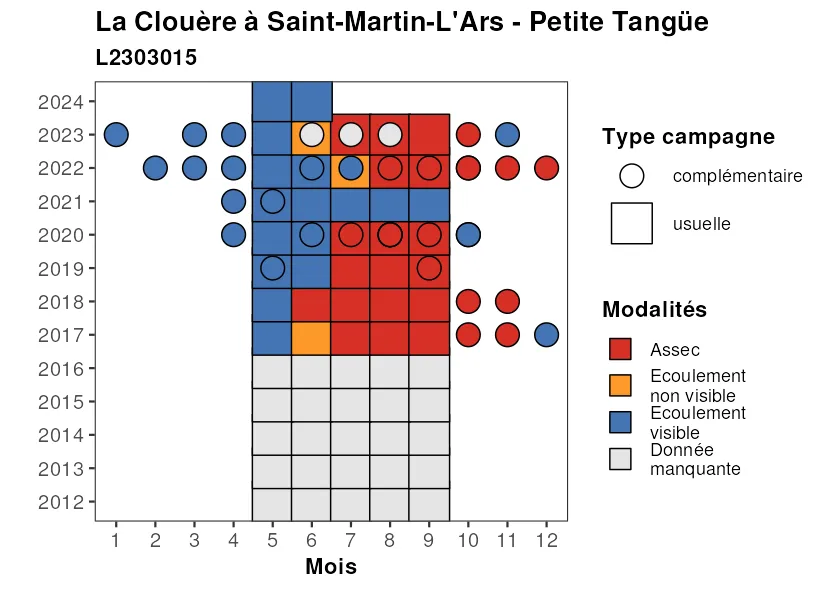 La Clouère à Saint-Martin-L'Ars - Petite Tangüe
L2303015
2024
2023
2022
2021
2020
2019
2018
2017
2016
2015
2014
2013
2012
1 2 3 4 5 6 7 8 9 10 11 12
Mois
Type campagne
complémentaire
usuelle
Modalités
Assec
Ecoulement
non visible
Ecoulement
visible
Donnée
manquante